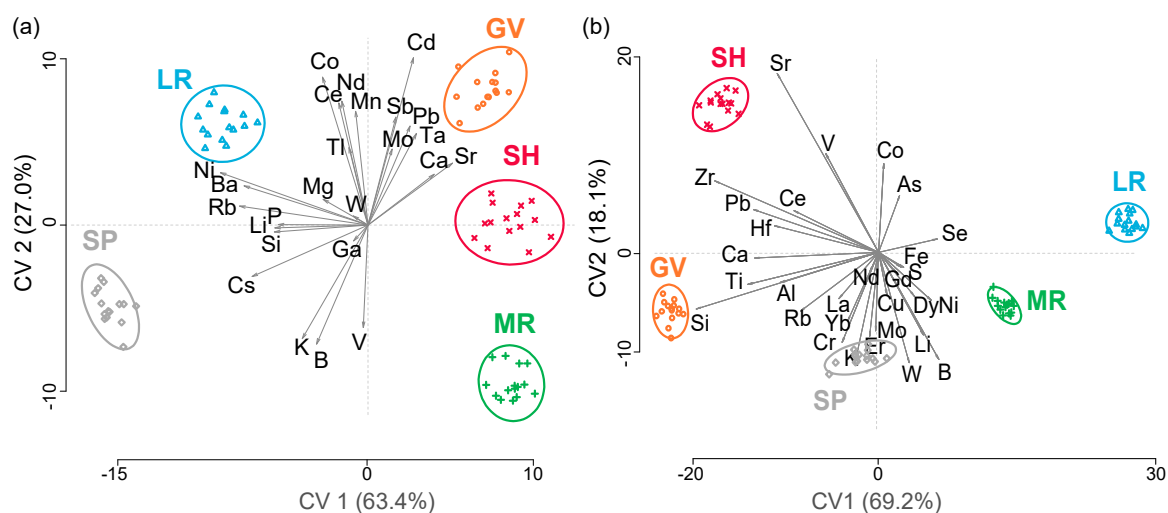 (a)
10
0
-10
CV 2 (27.0%)
-15
0
10
CV 1 (63.4%)
LR
GV
SH
SP
MR
Cd
Co
Nd
Ce
Mn
Sb
Pb
Ta
Mo
Tl
Ca
Sr
Ni
Ba
Mg
Rb
W
P
Li
Si
Ga
Cs
K
B
V
(b)
20
0
-10
CV2 (18.1%)
-20
0
30
CV1 (69.2%)
SH
LR
GV
MR
SP
Sr
V
Co
Zr
As
Pb
Ce
Hf
Se
Ca
Fe
S
Ti
Nd
Gd
Al
La
Cu
Dy
Ni
Si
Rb
Yb
Mo
Li
Cr
Er
K
W
B